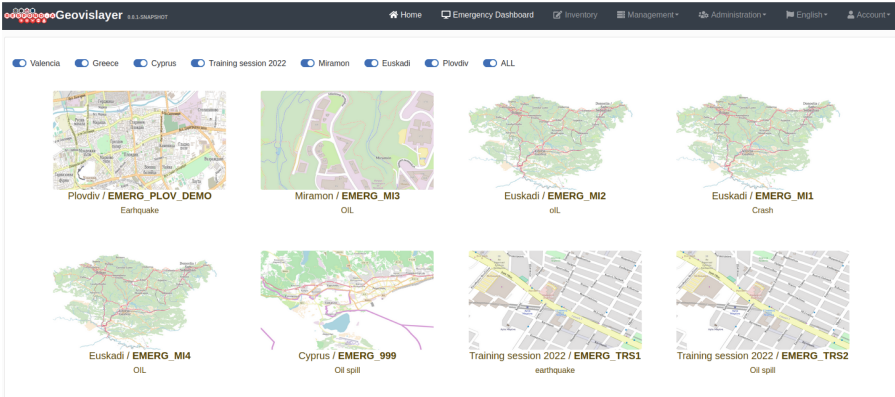 Geovislayer 0.0.1-SNAPSHOT
Home Emergency Dashboard Inventory Management Administration English Account
Valencia Greece Cyprus Training session 2022 Miramon Euskadi Plovdiv ALL
Plovdiv / EMERG_PLOV_DEMO Miramon / EMERG_MI3 Euskadi / EMERG_MI2 Euskadi / EMERG_MI1
Earhquake OIL oIL Crash
Euskadi / EMERG_MI4 Cyprus / EMERG_999 Training session 2022 / EMERG_TRS1 Training session 2022 / EMERG_TRS2
OIL Oil spill earthquake Oil spill